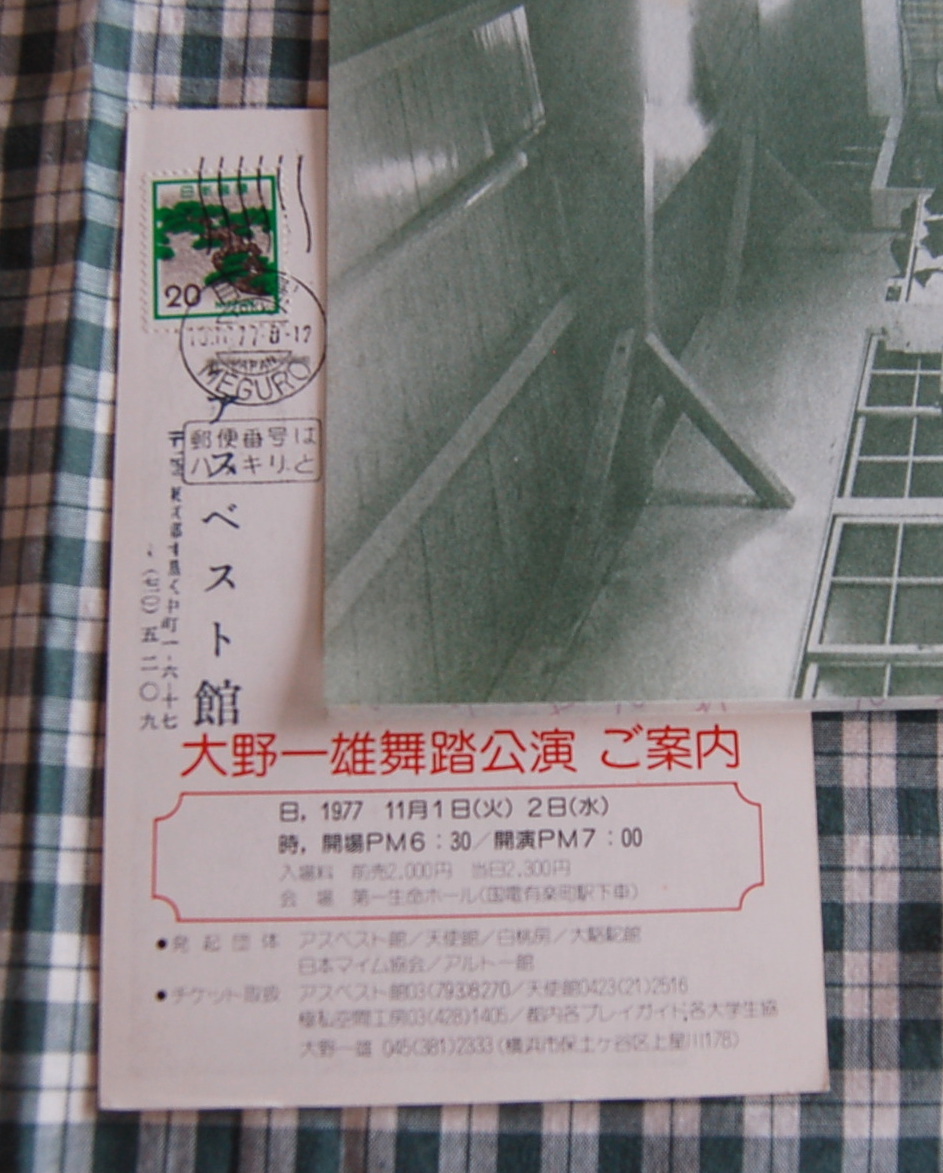 日本郵便
20
77.8-12
JAPAN
MEGURO
郵便番号は
ハッキリと
アスベスト館
中町一-六-十七
五二〇九
大野一雄舞踏公演 ご案内
日, 1977 11月1日(火) 2日(水)
時, 開場PM6:30/開演PM7:00
入場料 前売2,000円 当日2,300円
会 場 第一生命ホール(国電有楽町駅下車)
●発起団体 アスベスト館/天使館/白桃房/大駱駝館
日本マイム協会/アルトー館
●チケット取扱 アスベスト館03(793)8270/天使館0423(21)2516
極私空間工房03(428)1405/都内各プレイガイド,各大学生協
大野一雄 045(381)2333(横浜市保土ヶ谷区上星川178)